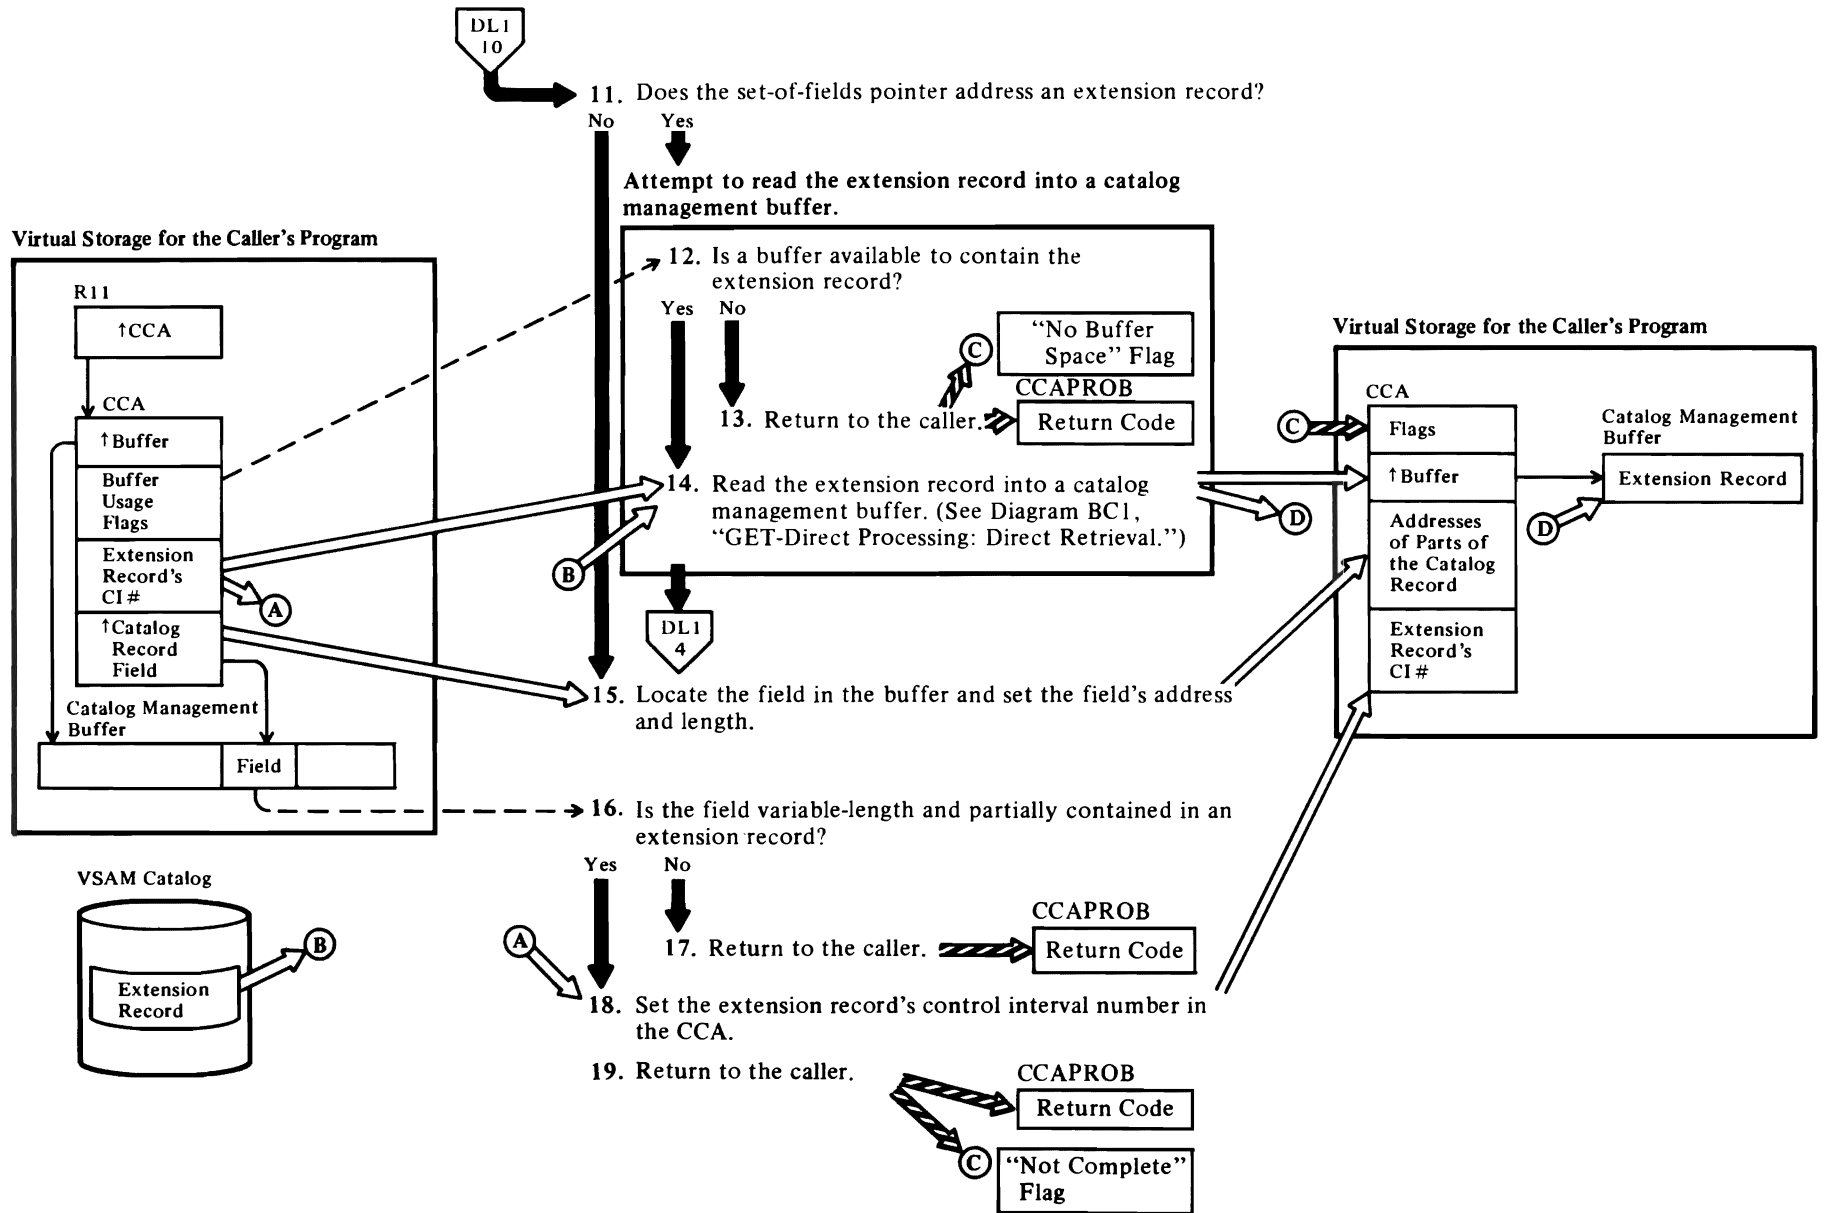 DL1
10
11. Does the set-of-fields pointer address an extension record?
No Yes
Attempt to read the extension record into a catalog
management buffer.
Virtual Storage for the Caller's Program
R11
↑CCA
CCA
↑Buffer
Buffer
Usage
Flags
Extension
Record's
CI#
A
↑Catalog
Record
Field
Catalog Management
Buffer
Field
VSAM Catalog
Extension
Record
B
12. Is a buffer available to contain the
extension record?
Yes No
C
"No Buffer
Space" Flag
CCAPROB
13. Return to the caller.
Return Code
14. Read the extension record into a catalog
management buffer. (See Diagram BC1,
"GET-Direct Processing: Direct Retrieval.")
B
D
DL1
4
15. Locate the field in the buffer and set the field's address
and length.
16. Is the field variable-length and partially contained in an
extension record?
Yes No
A
CCAPROB
17. Return to the caller.
Return Code
18. Set the extension record's control interval number in
the CCA.
19. Return to the caller.
CCAPROB
Return Code
C
"Not Complete"
Flag
Virtual Storage for the Caller's Program
CCA
C
Flags
↑Buffer
Addresses
of Parts of
the Catalog
Record
Extension
Record's
CI#
Catalog Management
Buffer
Extension Record
D